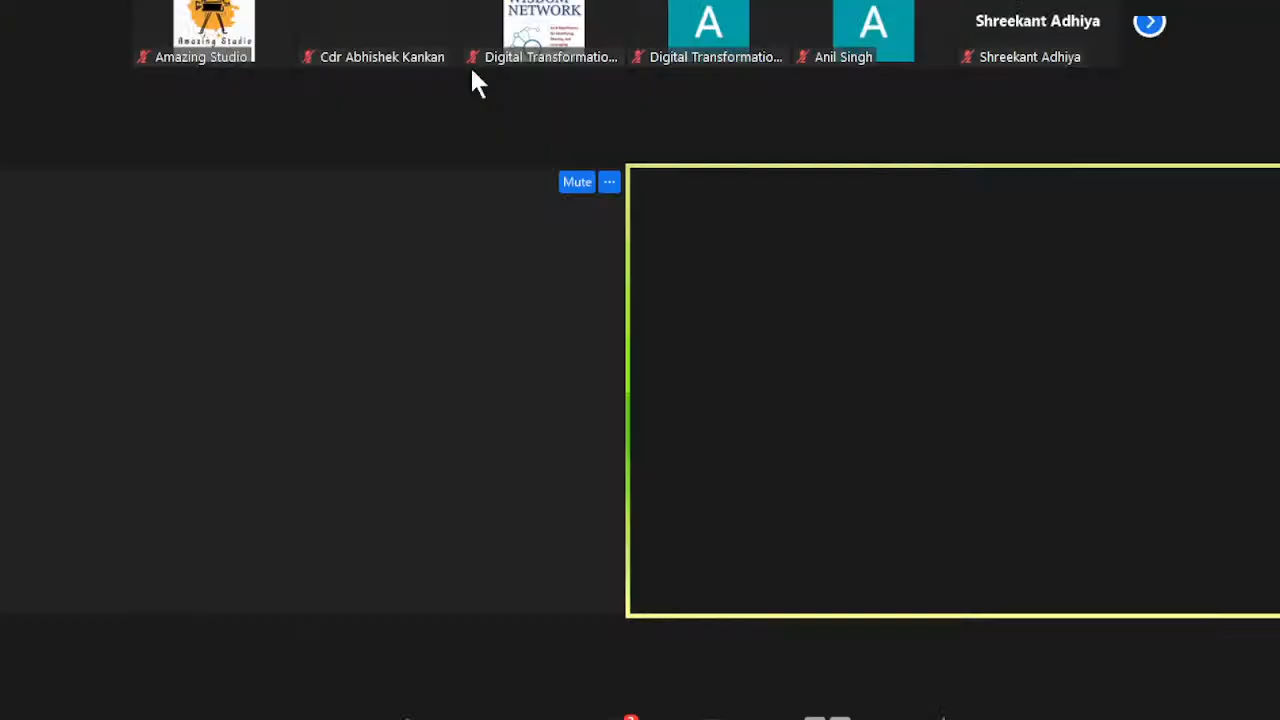 WISDOM
NETWORK
Amazing Studio
A
A
Shreekant Adhiya
Amazing Studio
Cdr Abhishek Kankan
Digital Transformatio...
Digital Transformatio...
Anil Singh
Shreekant Adhiya
Mute